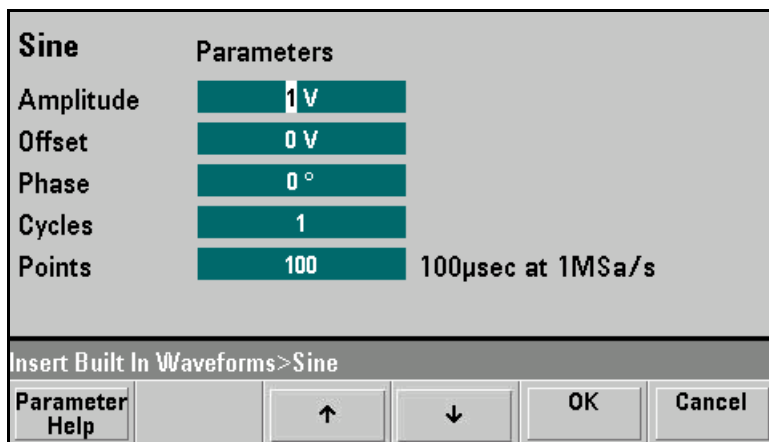 Sine
Parameters
Amplitude 1 V
Offset 0 V
Phase 0 °
Cycles 1
Points 100 100µsec at 1MSa/s
Insert Built In Waveforms>Sine
Parameter Help ↑ ↓ OK Cancel